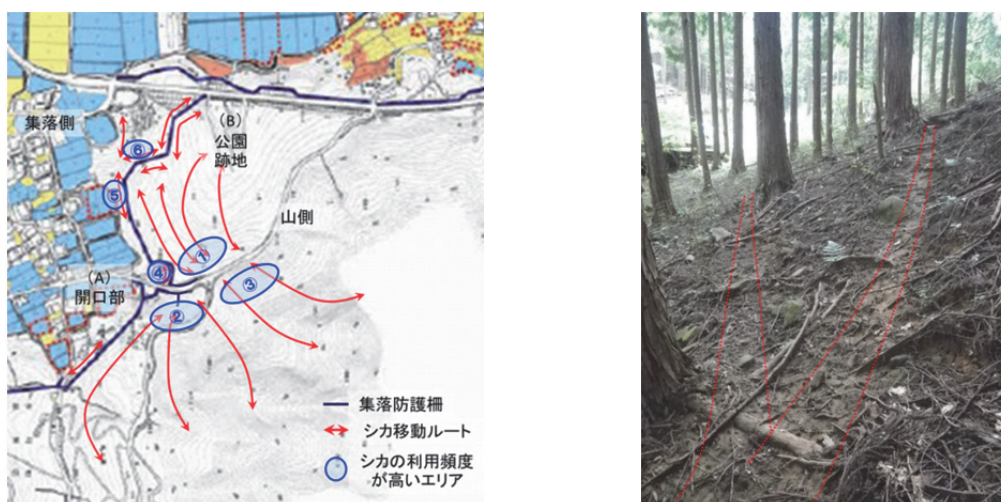 集落側
(B)
公園
跡地
⑥
⑤
山側
①
④
③
(A)
開口部
②
集落防護柵
シカ移動ルート
シカの利用頻度
が高いエリア